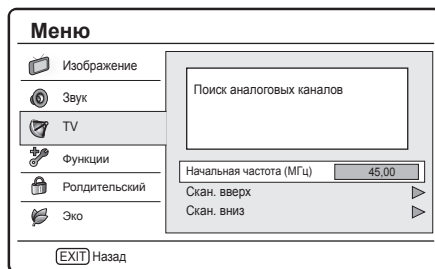 Меню
Изображение
Звук
TV
Функции
Ролдительский
Эко
Поиск аналоговых каналов
Начальная частота (МГц) 45,00
Скан. вверх
Скан. вниз
EXIT Назад